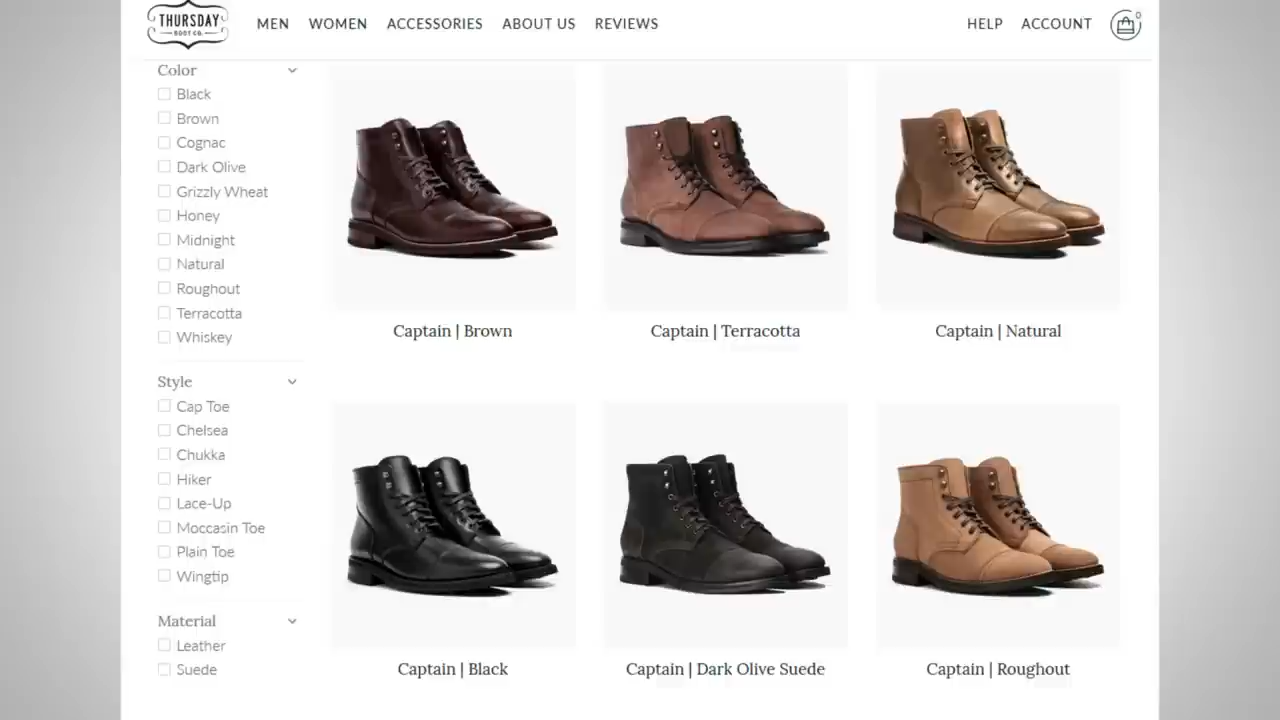 THURSDAY
BOOT CO.
MEN WOMEN ACCESSORIES ABOUT US REVIEWS HELP ACCOUNT 0
Color
Black
Brown
Cognac
Dark Olive
Grizzly Wheat
Honey
Midnight
Natural
Roughout
Terracotta
Whiskey
Style
Cap Toe
Chelsea
Chukka
Hiker
Lace-Up
Moccasin Toe
Plain Toe
Wingtip
Material
Leather
Suede
Captain | Brown
Captain | Terracotta
Captain | Natural
Captain | Black
Captain | Dark Olive Suede
Captain | Roughout